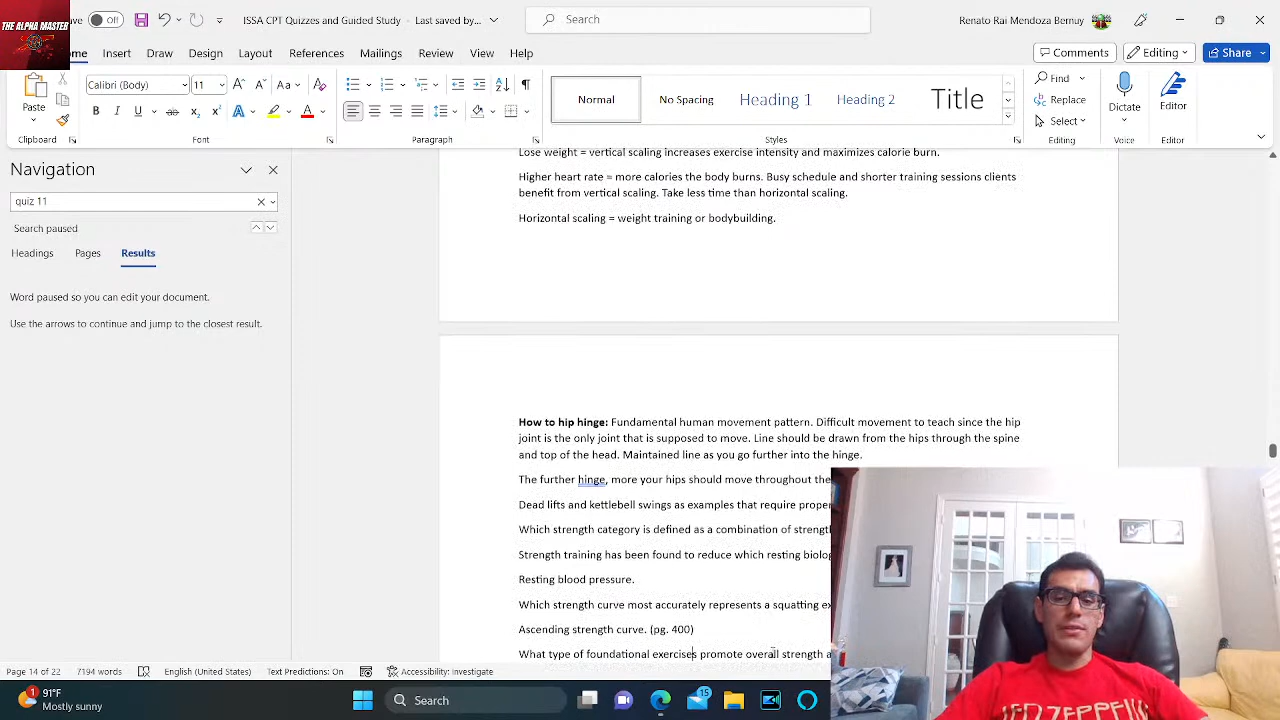 THE ALPHA MASTER
Off
ISSA CPT Quizzes and Guided Study - Last saved by...
Search
Renato Rai Mendoza Bernuy
Insert
Draw
Design
Layout
References
Mailings
Review
View
Help
Comments
Editing
Share
Paste
Calibri (Body)
11
Aa
B I U
Normal
No Spacing
Heading 1
Heading 2
Title
Find
Replace
Select
Dictate
Editor
Clipboard
Font
Paragraph
Styles
Editing
Voice
Editor
Navigation
quiz 11
Search paused
Headings
Pages
Results
Word paused so you can edit your document.
Use the arrows to continue and jump to the closest result.
Lose weight = vertical scaling increases exercise intensity and maximizes calorie burn.
Higher heart rate = more calories the body burns. Busy schedule and shorter training sessions clients
benefit from vertical scaling. Take less time than horizontal scaling.
Horizontal scaling = weight training or bodybuilding.
How to hip hinge: Fundamental human movement pattern. Difficult movement to teach since the hip
joint is the only joint that is supposed to move. Line should be drawn from the hips through the spine
and top of the head. Maintained line as you go further into the hinge.
The further hinge, more your hips should move throughout the
Dead lifts and kettlebell swings as examples that require proper
Which strength category is defined as a combination of strengt
Strength training has been found to reduce which resting biolog
Resting blood pressure.
Which strength curve most accurately represents a squatting ex
Ascending strength curve. (pg. 400)
What type of foundational exercises promote overall strength a
Page 14 of 22
7194 words
Text Predictions: On
Accessibility: Investigate
1
9°F
Mostly sunny
Search
15
LED ZEPPELIN